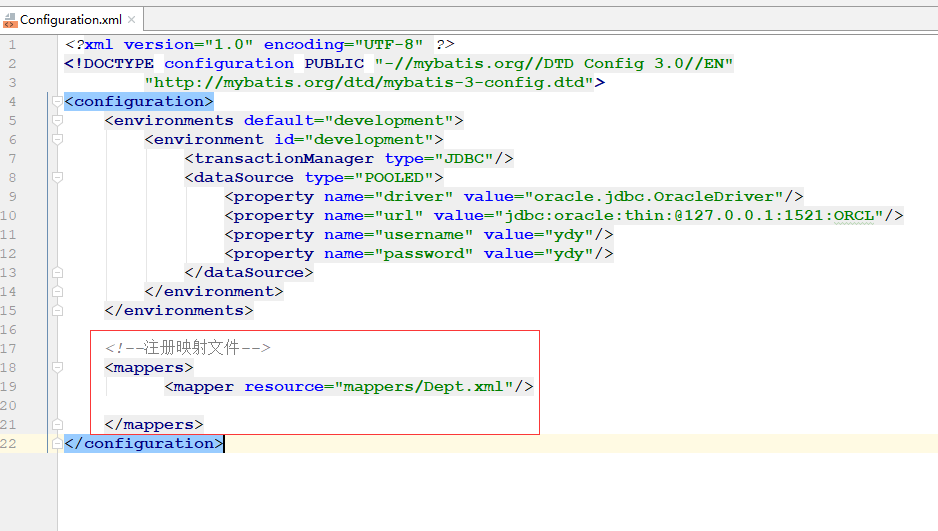 Configuration.xml
1 <?xml version="1.0" encoding="UTF-8" ?>
2 <!DOCTYPE configuration PUBLIC "-//mybatis.org//DTD Config 3.0//EN"
3         "http://mybatis.org/dtd/mybatis-3-config.dtd">
4 <configuration>
5     <environments default="development">
6         <environment id="development">
7             <transactionManager type="JDBC"/>
8             <dataSource type="POOLED">
9                 <property name="driver" value="oracle.jdbc.OracleDriver"/>
10                 <property name="url" value="jdbc:oracle:thin:@127.0.0.1:1521:ORCL"/>
11                 <property name="username" value="ydy"/>
12                 <property name="password" value="ydy"/>
13             </dataSource>
14         </environment>
15     </environments>
16
17     <!--注册映射文件-->
18     <mappers>
19           <mapper resource="mappers/Dept.xml"/>
20
21     </mappers>
22 </configuration>